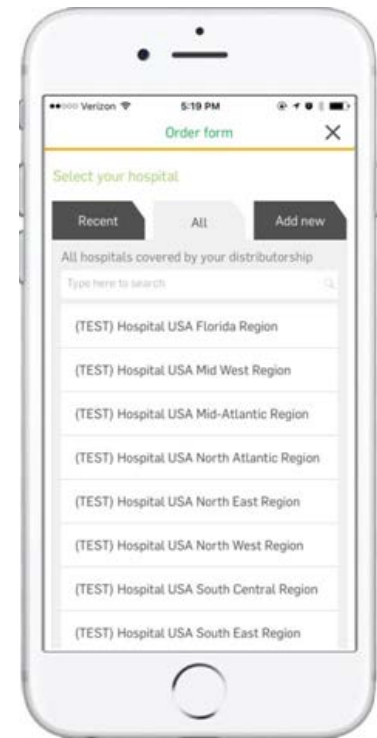 Verizon 5:19 PM
Order form
Select your hospital
Recent All Add new
All hospitals covered by your distributorship
Type here to search
(TEST) Hospital USA Florida Region
(TEST) Hospital USA Mid West Region
(TEST) Hospital USA Mid-Atlantic Region
(TEST) Hospital USA North Atlantic Region
(TEST) Hospital USA North East Region
(TEST) Hospital USA North West Region
(TEST) Hospital USA South Central Region
(TEST) Hospital USA South East Region